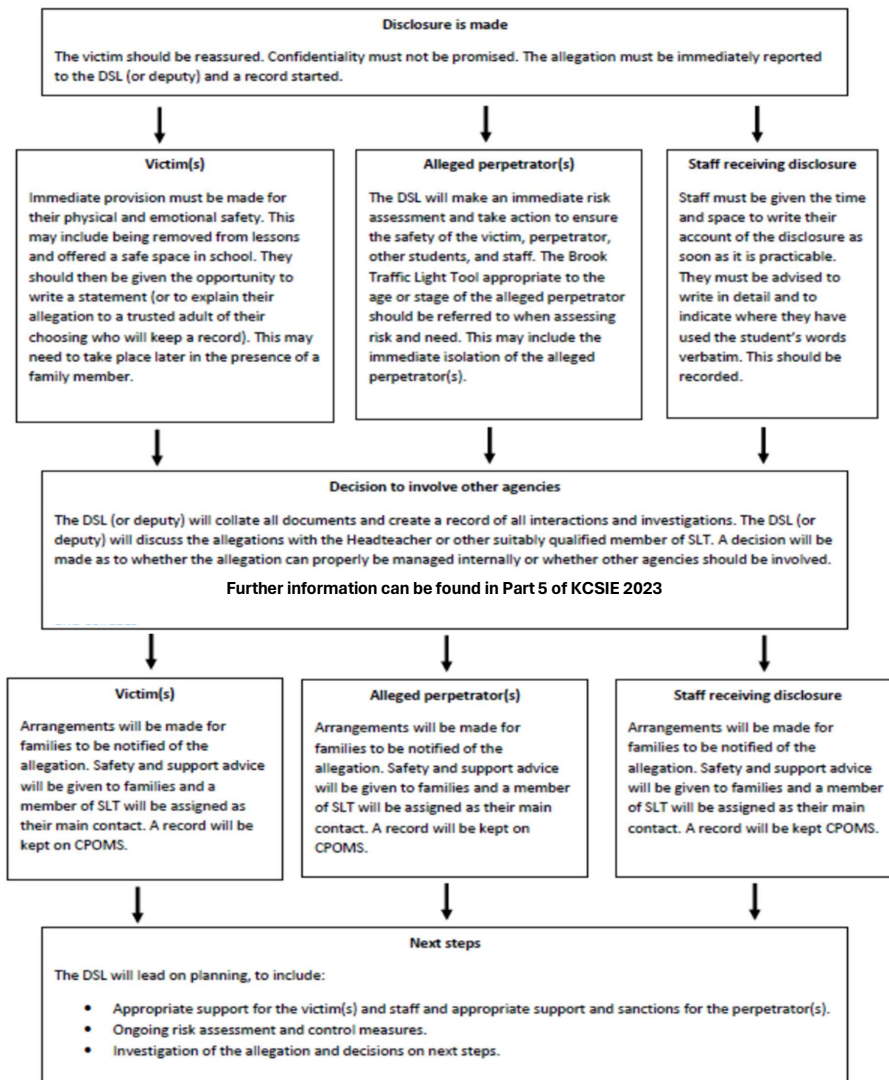 Disclosure is made
The victim should be reassured. Confidentiality must not be promised. The allegation must be immediately reported
to the DSL (or deputy) and a record started.
Victim(s)
Immediate provision must be made for
their physical and emotional safety. This
may include being removed from lessons
and offered a safe space in school. They
should then be given the opportunity to
write a statement (or to explain their
allegation to a trusted adult of their
choosing who will keep a record). This may
need to take place later in the presence of a
family member.
Alleged perpetrator(s)
The DSL will make an immediate risk
assessment and take action to ensure
the safety of the victim, perpetrator,
other students, and staff. The Brook
Traffic Light Tool appropriate to the
age or stage of the alleged perpetrator
should be referred to when assessing
risk and need. This may include the
immediate isolation of the alleged
perpetrator(s).
Staff receiving disclosure
Staff must be given the time
and space to write their
account of the disclosure as
soon as it is practicable.
They must be advised to
write in detail and to
indicate where they have
used the student's words
verbatim. This should be
recorded.
Decision to involve other agencies
The DSL (or deputy) will collate all documents and create a record of all interactions and investigations. The DSL (or
deputy) will discuss the allegations with the Headteacher or other suitably qualified member of SLT. A decision will be
made as to whether the allegation can properly be managed internally or whether other agencies should be involved.
Further information can be found in Part 5 of KCSIE 2023
Victim(s)
Arrangements will be made for
families to be notified of the
allegation. Safety and support advice
will be given to families and a
member of SLT will be assigned as
their main contact. A record will be
kept on CPOMS.
Alleged perpetrator(s)
Arrangements will be made for
families to be notified of the
allegation. Safety and support advice
will be given to families and a member
of SLT will be assigned as their main
contact. A record will be kept on
CPOMS.
Staff receiving disclosure
Arrangements will be made for
families to be notified of the
allegation. Safety and support advice
will be given to families and a member
of SLT will be assigned as their main
contact. A record will be kept CPOMS.
Next steps
The DSL will lead on planning, to include:
• Appropriate support for the victim(s) and staff and appropriate support and sanctions for the perpetrator(s).
• Ongoing risk assessment and control measures.
• Investigation of the allegation and decisions on next steps.